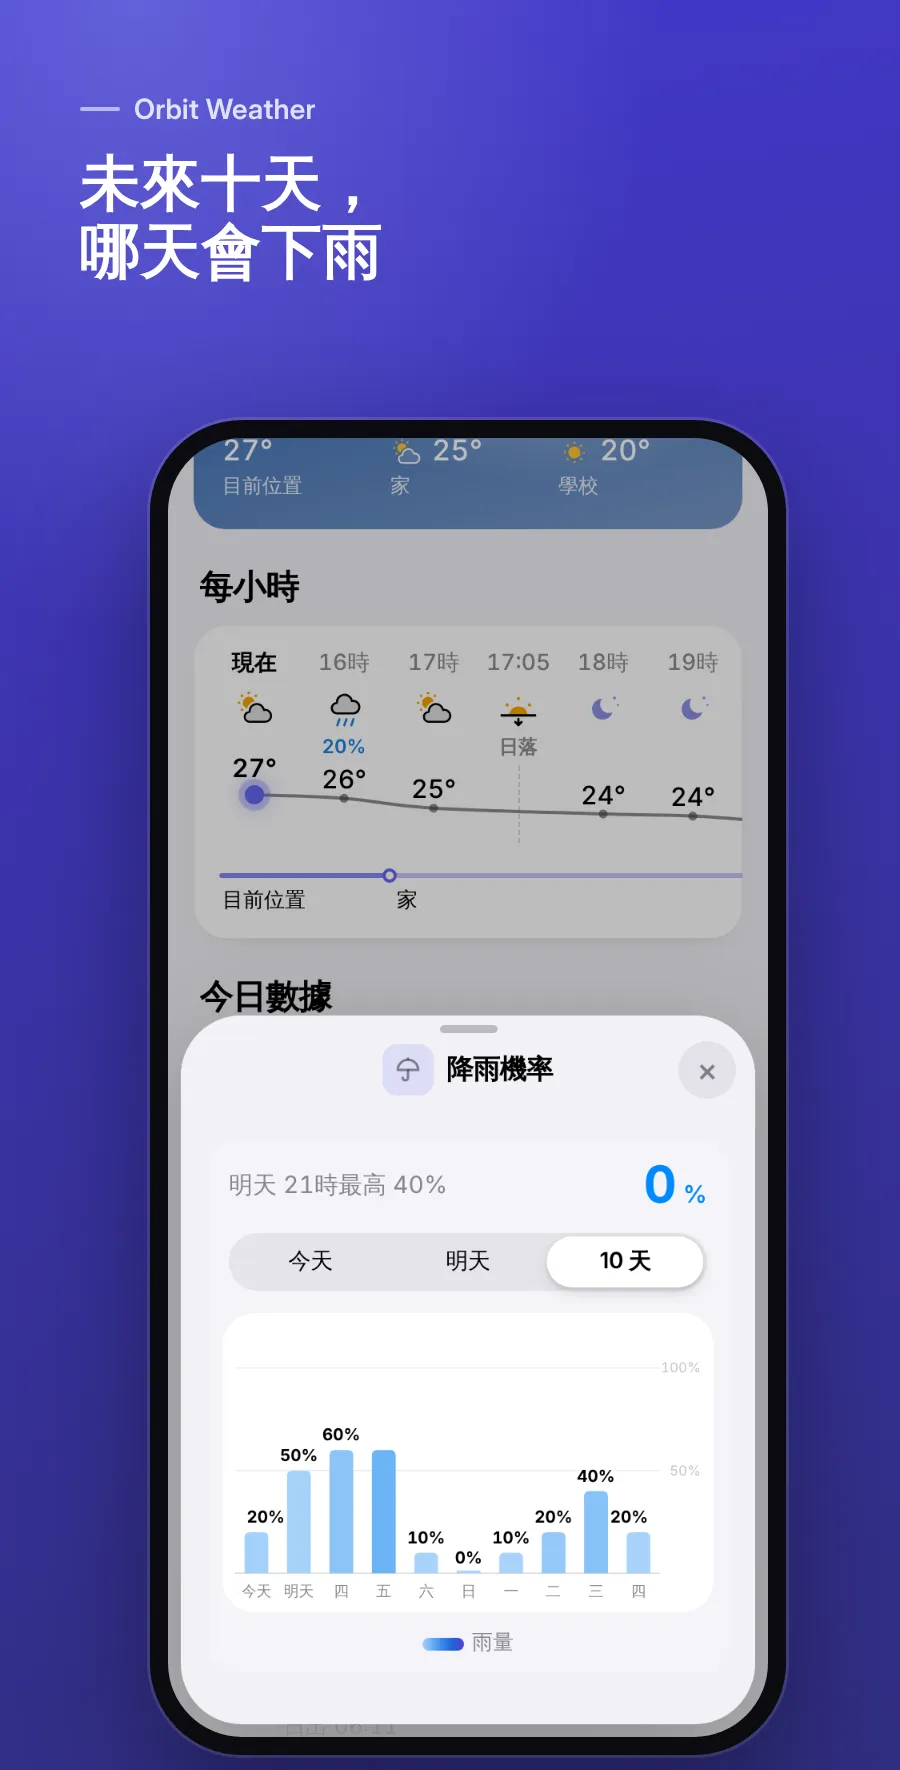 Orbit Weather
未來十天，
哪天會下雨
27° 25° 20°
目前位置 家 學校
每小時
現在 16時 17時 17:05 18時 19時
20% 日落
27° 26° 25° 24° 24°
目前位置 家
今日數據
降雨機率
明天 21時最高 40% 0%
今天 明天 10 天
100%
60%
50% 50%
40%
20% 20% 20%
10% 10%
0%
今天 明天 四 五 六 日 一 二 三 四
雨量
日出 06:11